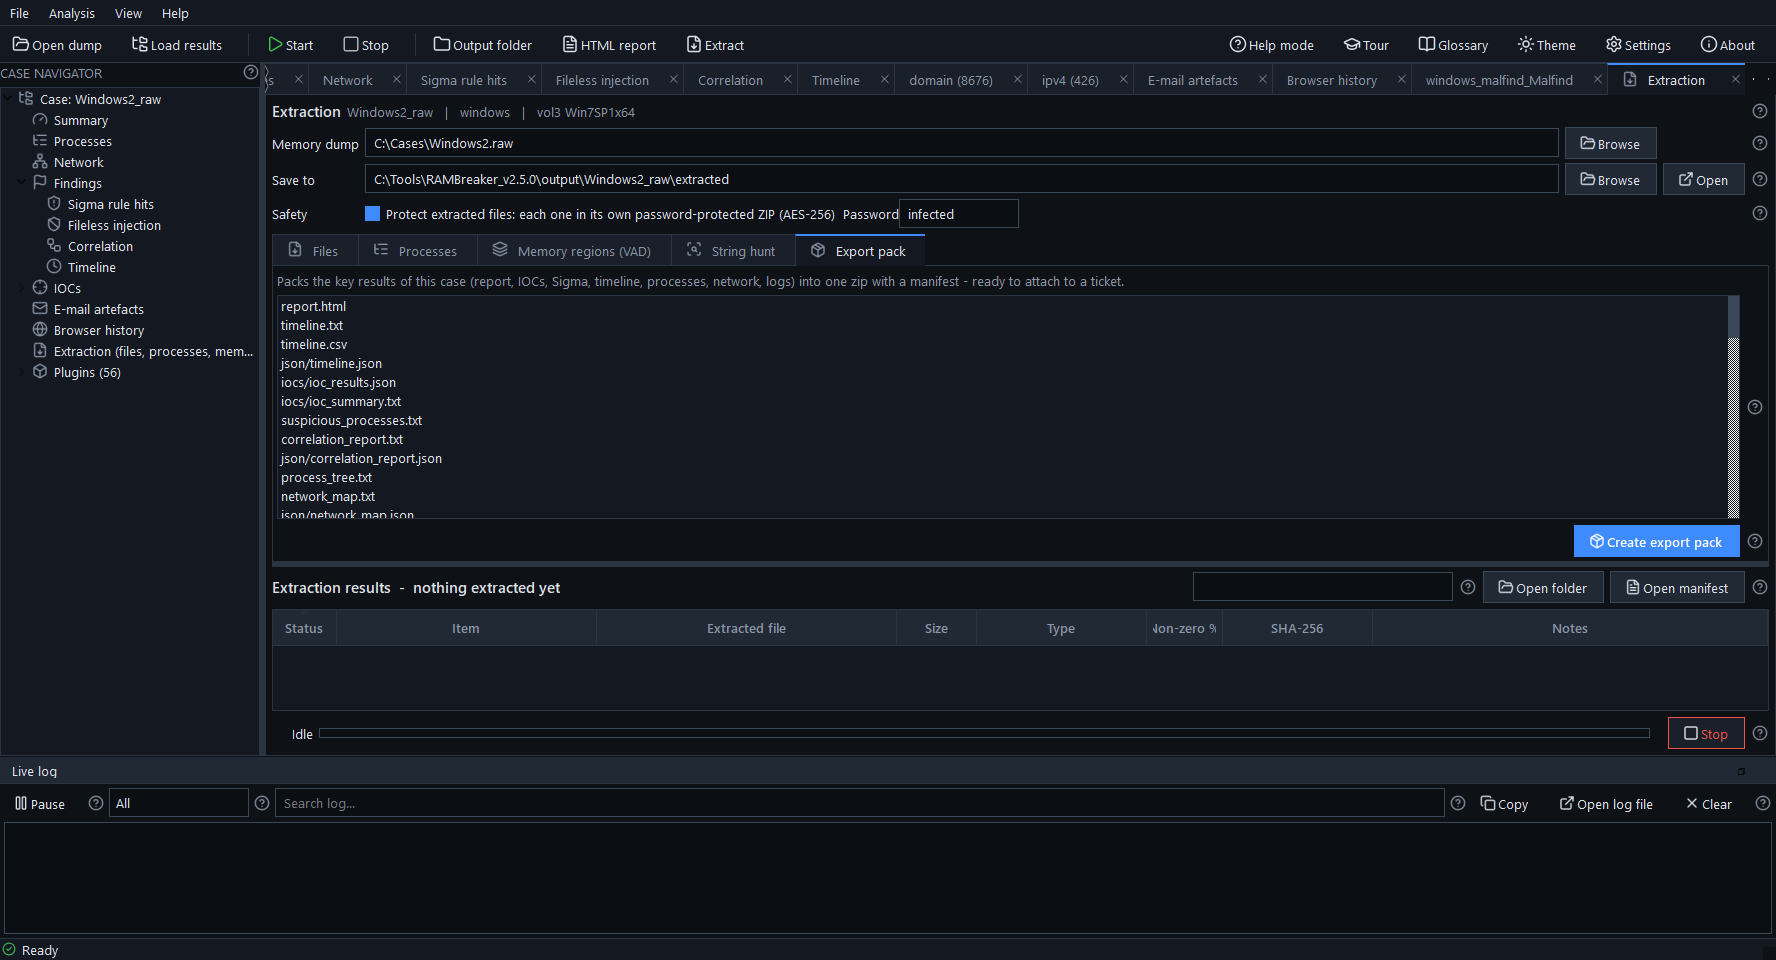 File Analysis View Help
Open dump Load results Start Stop Output folder HTML report Extract Help mode Tour Glossary Theme Settings About
CASE NAVIGATOR
Case: Windows2_raw
Summary
Processes
Network
Findings
Sigma rule hits
Fileless injection
Correlation
Timeline
IOCs
E-mail artefacts
Browser history
Extraction (files, processes, mem...
Plugins (56)
s Network Sigma rule hits Fileless injection Correlation Timeline domain (8676) ipv4 (426) E-mail artefacts Browser history windows_malfind_Malfind Extraction
Extraction Windows2_raw | windows | vol3 Win7SP1x64
Memory dump C:\Cases\Windows2.raw Browse
Save to C:\Tools\RAMBreaker_v2.5.0\output\Windows2_raw\extracted Browse Open
Safety Protect extracted files: each one in its own password-protected ZIP (AES-256) Password infected
Files Processes Memory regions (VAD) String hunt Export pack
Packs the key results of this case (report, IOCs, Sigma, timeline, processes, network, logs) into one zip with a manifest - ready to attach to a ticket.
report.html
timeline.txt
timeline.csv
json/timeline.json
iocs/ioc_results.json
iocs/ioc_summary.txt
suspicious_processes.txt
correlation_report.txt
json/correlation_report.json
process_tree.txt
network_map.txt
json/network_map.json
Create export pack
Extraction results - nothing extracted yet Open folder Open manifest
Status Item Extracted file Size Type Non-zero % SHA-256 Notes
Idle Stop
Live log
Pause All Search log... Copy Open log file Clear
Ready